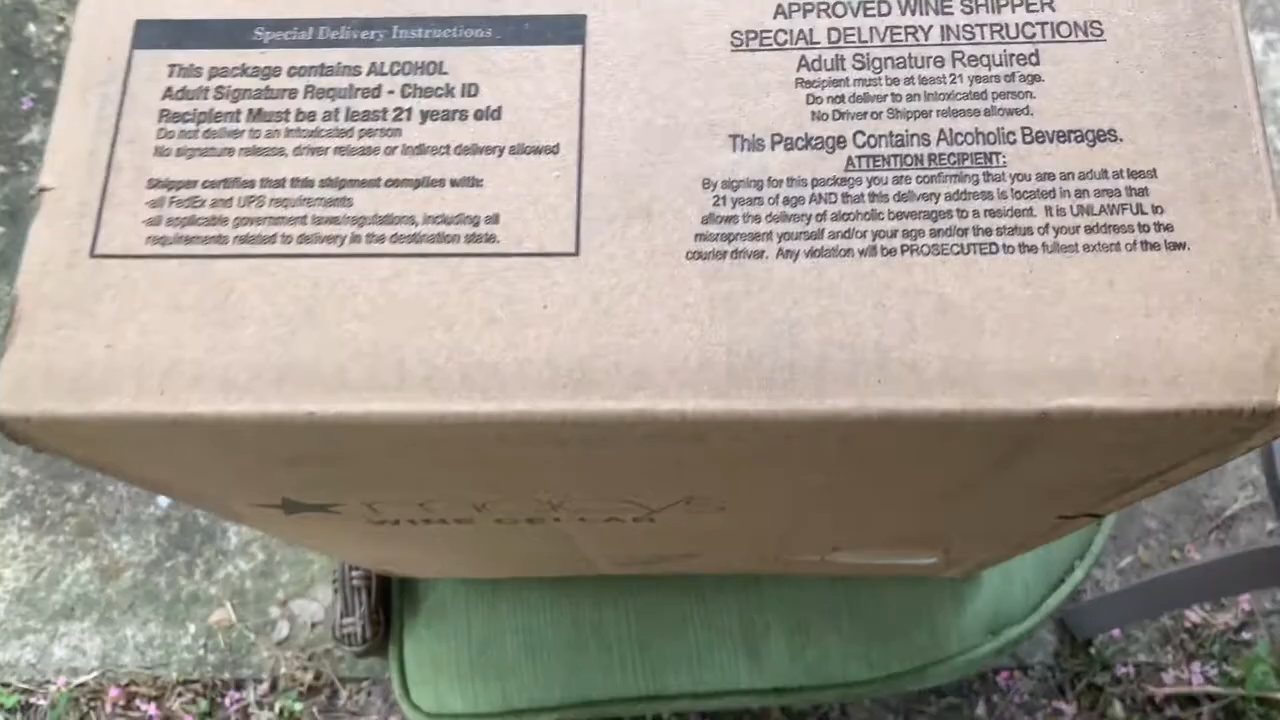 Special Delivery Instructions
This package contains ALCOHOL
Adult Signature Required - Check ID
Recipient Must be at least 21 years old
Do not deliver to an intoxicated person
No signature release, driver release or indirect delivery allowed
Shipper certifies that this shipment complies with:
-all FedEx and UPS requirements
-all applicable government laws/regulations, including all
requirements related to delivery in the destination state.
APPROVED WINE SHIPPER
SPECIAL DELIVERY INSTRUCTIONS
Adult Signature Required
Recipient must be at least 21 years of age.
Do not deliver to an Intoxicated person.
No Driver or Shipper release allowed.
This Package Contains Alcoholic Beverages.
ATTENTION RECIPIENT:
By signing for this package you are confirming that you are an adult at least
21 years of age AND that this delivery address is located in an area that
allows the delivery of alcoholic beverages to a resident. It is UNLAWFUL to
misrepresent yourself and/or your age and/or the status of your address to the
courier driver. Any violation will be PROSECUTED to the fullest extent of the law.
macy's
WINE CELLAR